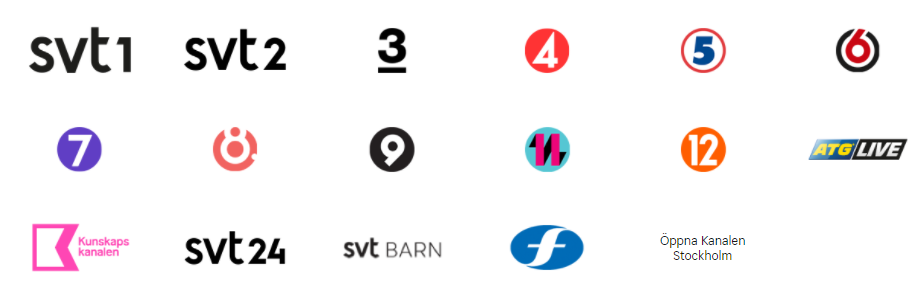 svt1
svt2
3
4
5
6
7
8
9
11
12
ATG LIVE
Kunskaps
kanalen
svt24
svt BARN
f
Öppna Kanalen
Stockholm